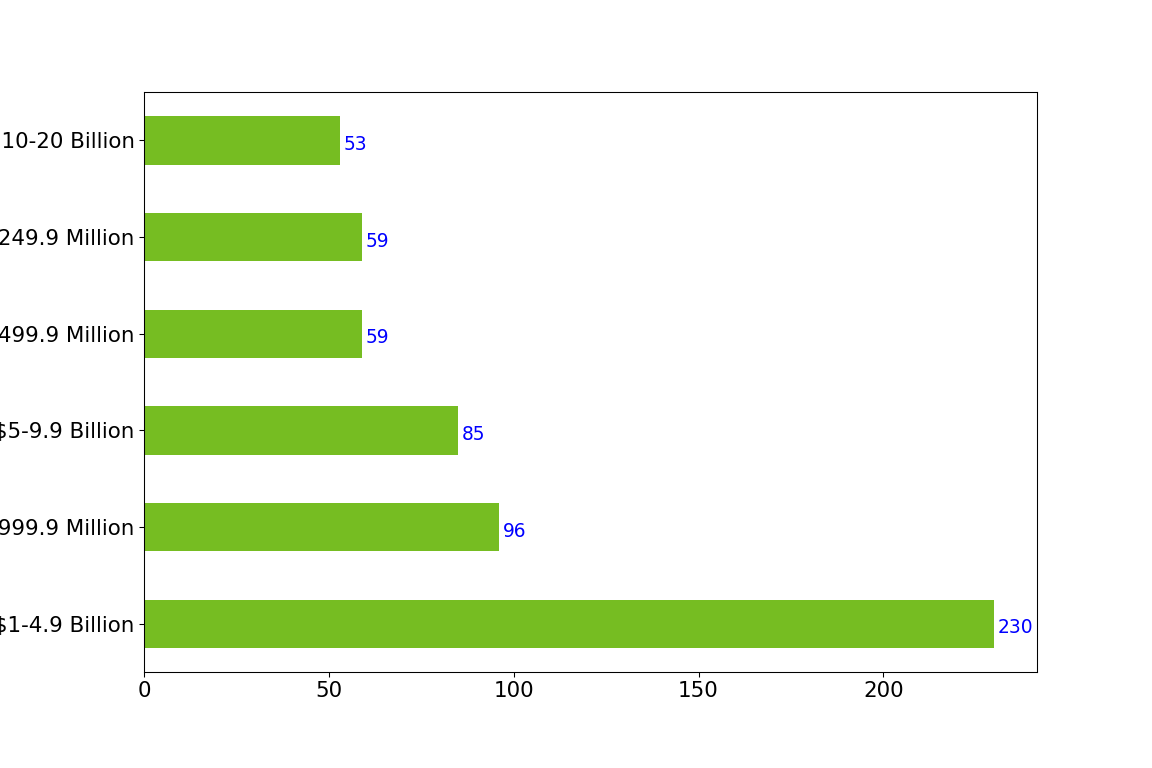 10-20 Billion
53
249.9 Million
59
499.9 Million
59
$5-9.9 Billion
85
999.9 Million
96
$1-4.9 Billion
230
0 50 100 150 200